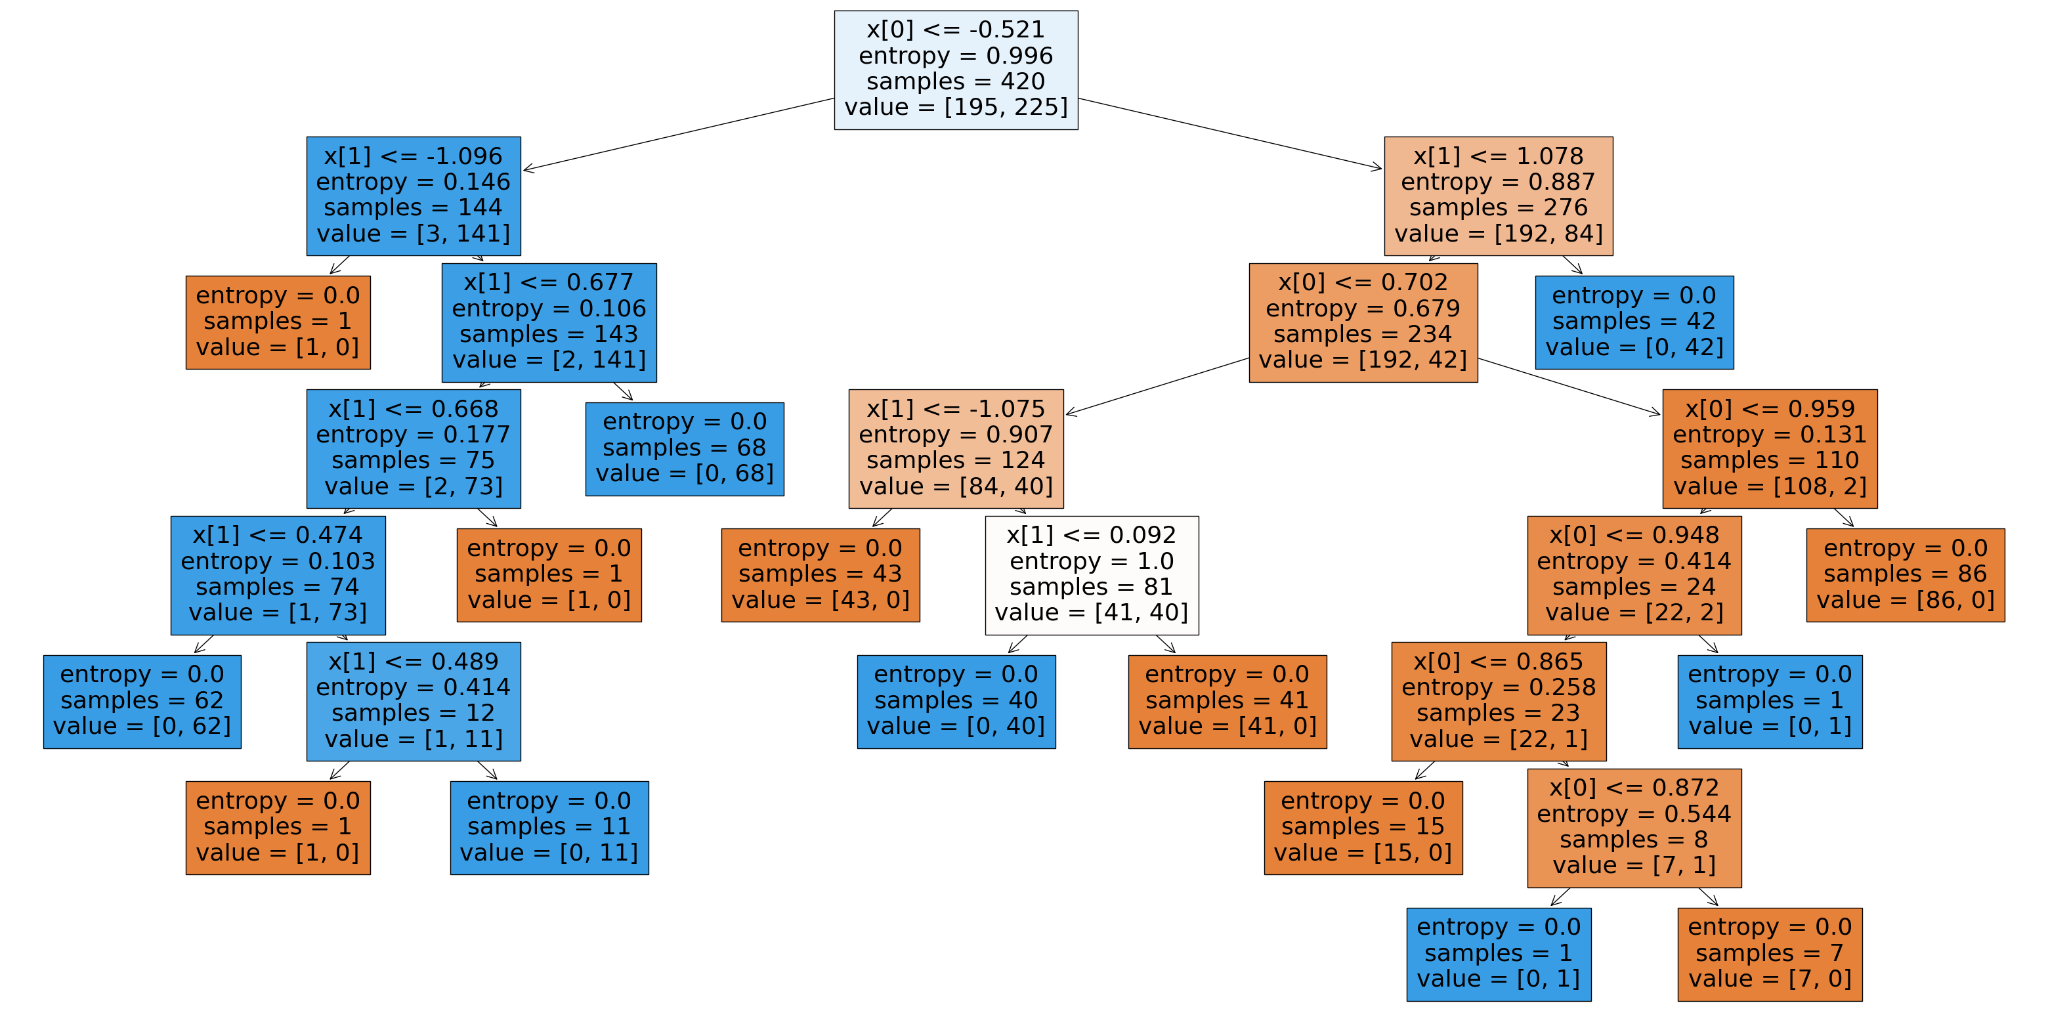 x[0] <= -0.521
entropy = 0.996
samples = 420
value = [195, 225]
x[1] <= -1.096
entropy = 0.146
samples = 144
value = [3, 141]
x[1] <= 1.078
entropy = 0.887
samples = 276
value = [192, 84]
entropy = 0.0
samples = 1
value = [1, 0]
x[1] <= 0.677
entropy = 0.106
samples = 143
value = [2, 141]
x[0] <= 0.702
entropy = 0.679
samples = 234
value = [192, 42]
entropy = 0.0
samples = 42
value = [0, 42]
x[1] <= 0.668
entropy = 0.177
samples = 75
value = [2, 73]
entropy = 0.0
samples = 68
value = [0, 68]
x[1] <= -1.075
entropy = 0.907
samples = 124
value = [84, 40]
x[0] <= 0.959
entropy = 0.131
samples = 110
value = [108, 2]
x[1] <= 0.474
entropy = 0.103
samples = 74
value = [1, 73]
entropy = 0.0
samples = 1
value = [1, 0]
entropy = 0.0
samples = 43
value = [43, 0]
x[1] <= 0.092
entropy = 1.0
samples = 81
value = [41, 40]
x[0] <= 0.948
entropy = 0.414
samples = 24
value = [22, 2]
entropy = 0.0
samples = 86
value = [86, 0]
entropy = 0.0
samples = 62
value = [0, 62]
x[1] <= 0.489
entropy = 0.414
samples = 12
value = [1, 11]
entropy = 0.0
samples = 40
value = [0, 40]
entropy = 0.0
samples = 41
value = [41, 0]
x[0] <= 0.865
entropy = 0.258
samples = 23
value = [22, 1]
entropy = 0.0
samples = 1
value = [0, 1]
entropy = 0.0
samples = 1
value = [1, 0]
entropy = 0.0
samples = 11
value = [0, 11]
entropy = 0.0
samples = 15
value = [15, 0]
x[0] <= 0.872
entropy = 0.544
samples = 8
value = [7, 1]
entropy = 0.0
samples = 1
value = [0, 1]
entropy = 0.0
samples = 7
value = [7, 0]